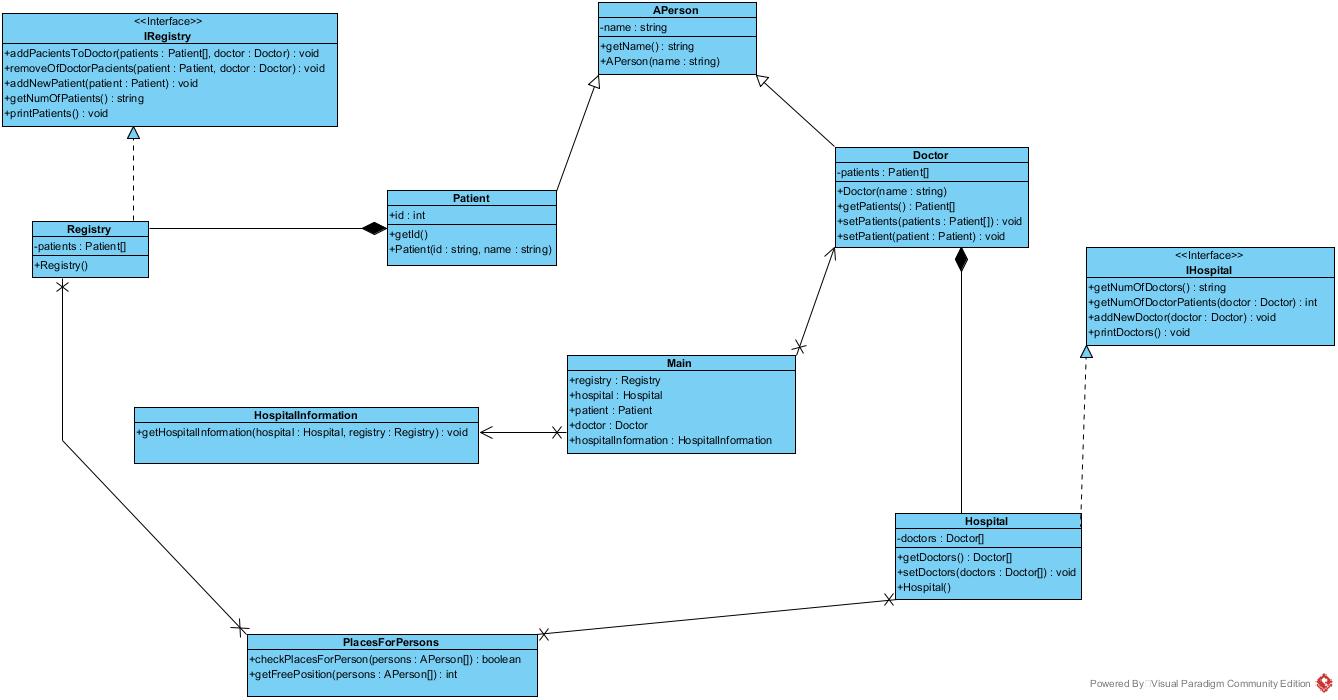 <<Interface>>
IRegistry
+addPacientsToDoctor(patients : Patient[], doctor : Doctor) : void
+removeOfDoctorPacients(patient : Patient, doctor : Doctor) : void
+addNewPatient(patient : Patient) : void
+getNumOfPatients() : string
+printPatients() : void
APerson
-name : string
+getName() : string
+APerson(name : string)
Doctor
-patients : Patient[]
+Doctor(name : string)
+getPatients() : Patient[]
+setPatients(patients : Patient[]) : void
+setPatient(patient : Patient) : void
Patient
+id : int
+getId()
+Patient(id : string, name : string)
Registry
-patients : Patient[]
+Registry()
<<Interface>>
IHospital
+getNumOfDoctors() : string
+getNumOfDoctorPatients(doctor : Doctor) : int
+addNewDoctor(doctor : Doctor) : void
+printDoctors() : void
Main
+registry : Registry
+hospital : Hospital
+patient : Patient
+doctor : Doctor
+hospitalInformation : HospitalInformation
HospitalInformation
+getHospitalInformation(hospital : Hospital, registry : Registry) : void
Hospital
-doctors : Doctor[]
+getDoctors() : Doctor[]
+setDoctors(doctors : Doctor[]) : void
+Hospital()
PlacesForPersons
+checkPlacesForPerson(persons : APerson[]) : boolean
+getFreePosition(persons : APerson[]) : int
Powered By Visual Paradigm Community Edition